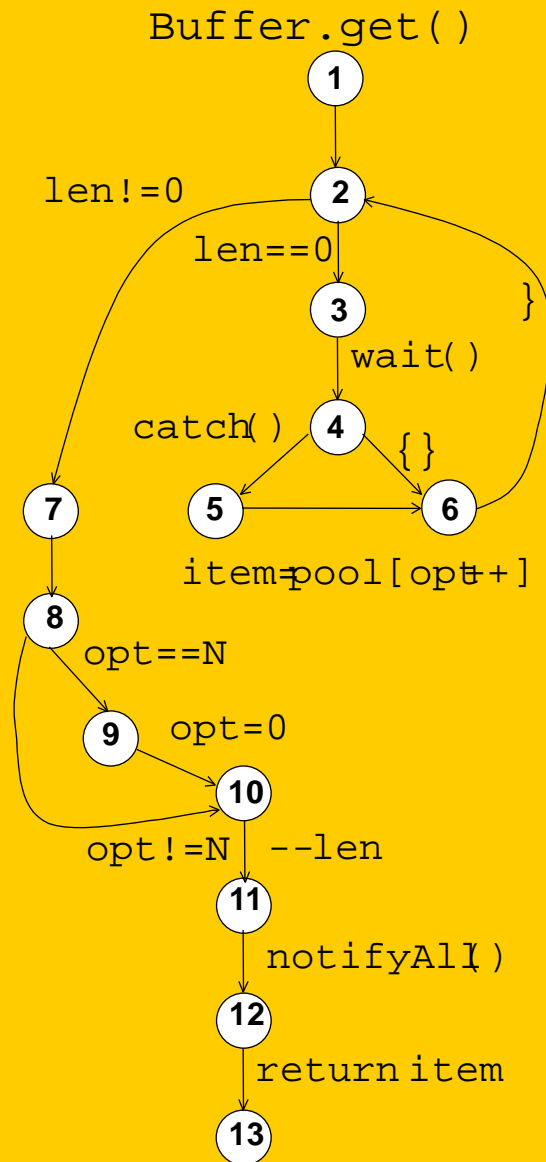 Buffer.get()
1
2
len!=0
len==0
3
}
wait()
catch()
4
{}
7
5
6
item=pool[opt++]
8
opt==N
9
opt=0
10
opt!=N
--len
11
notifyAll()
12
return item
13